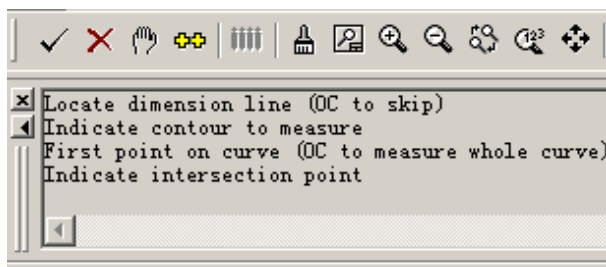 123
Locate dimension line (OC to skip)
Indicate contour to measure
First point on curve (OC to measure whole curve)
Indicate intersection point